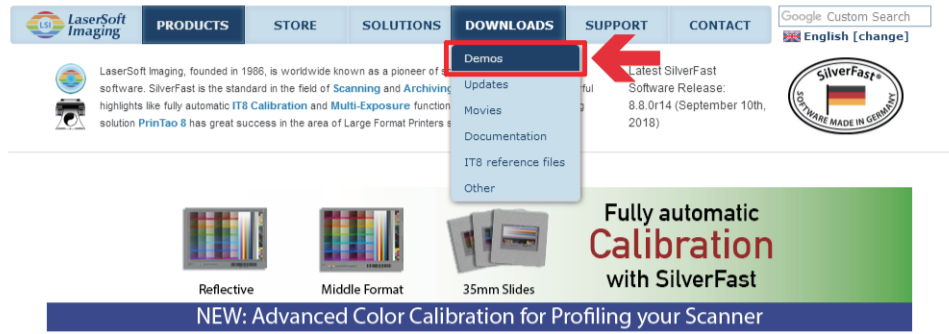 LSI
LaserSoft
Imaging
PRODUCTS
STORE
SOLUTIONS
DOWNLOADS
SUPPORT
CONTACT
Google Custom Search
English [change]
Demos
Updates
Movies
Documentation
IT8 reference files
Other
LaserSoft Imaging, founded in 1986, is worldwide known as a pioneer of s
software. SilverFast is the standard in the field of Scanning and Archiving
highlights like fully automatic IT8 Calibration and Multi-Exposure function
solution PrinTao 8 has great success in the area of Large Format Printers s
ful
g
Latest SilverFast
Software Release:
8.8.0r14 (September 10th,
2018)
SilverFast®
SOFTWARE MADE IN GERMANY
Reflective
Middle Format
35mm Slides
Fully automatic
Calibration
with SilverFast
NEW: Advanced Color Calibration for Profiling your Scanner